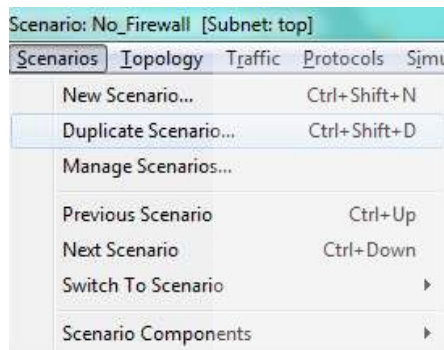 Scenario: No_Firewall [Subnet: top]
Scenarios Topology Traffic Protocols
New Scenario... Ctrl+Shift+N
Duplicate Scenario... Ctrl+Shift+D
Manage Scenarios...
Previous Scenario Ctrl+Up
Next Scenario Ctrl+Down
Switch To Scenario
Scenario Components